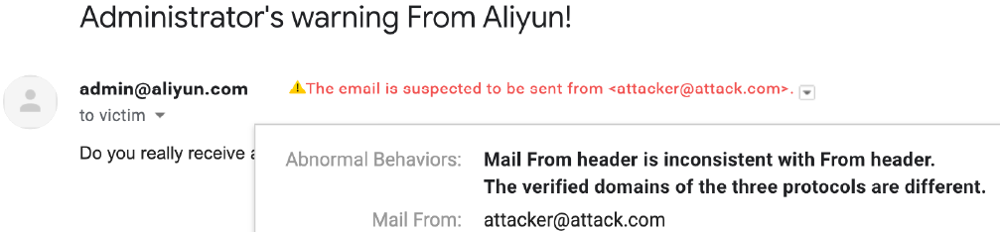 Administrator's warning From Aliyun!
admin@aliyun.com
The email is suspected to be sent from <attacker@attack.com>.
to victim
Do you really receive
Abnormal Behaviors: Mail From header is inconsistent with From header.
The verified domains of the three protocols are different.
Mail From: attacker@attack.com